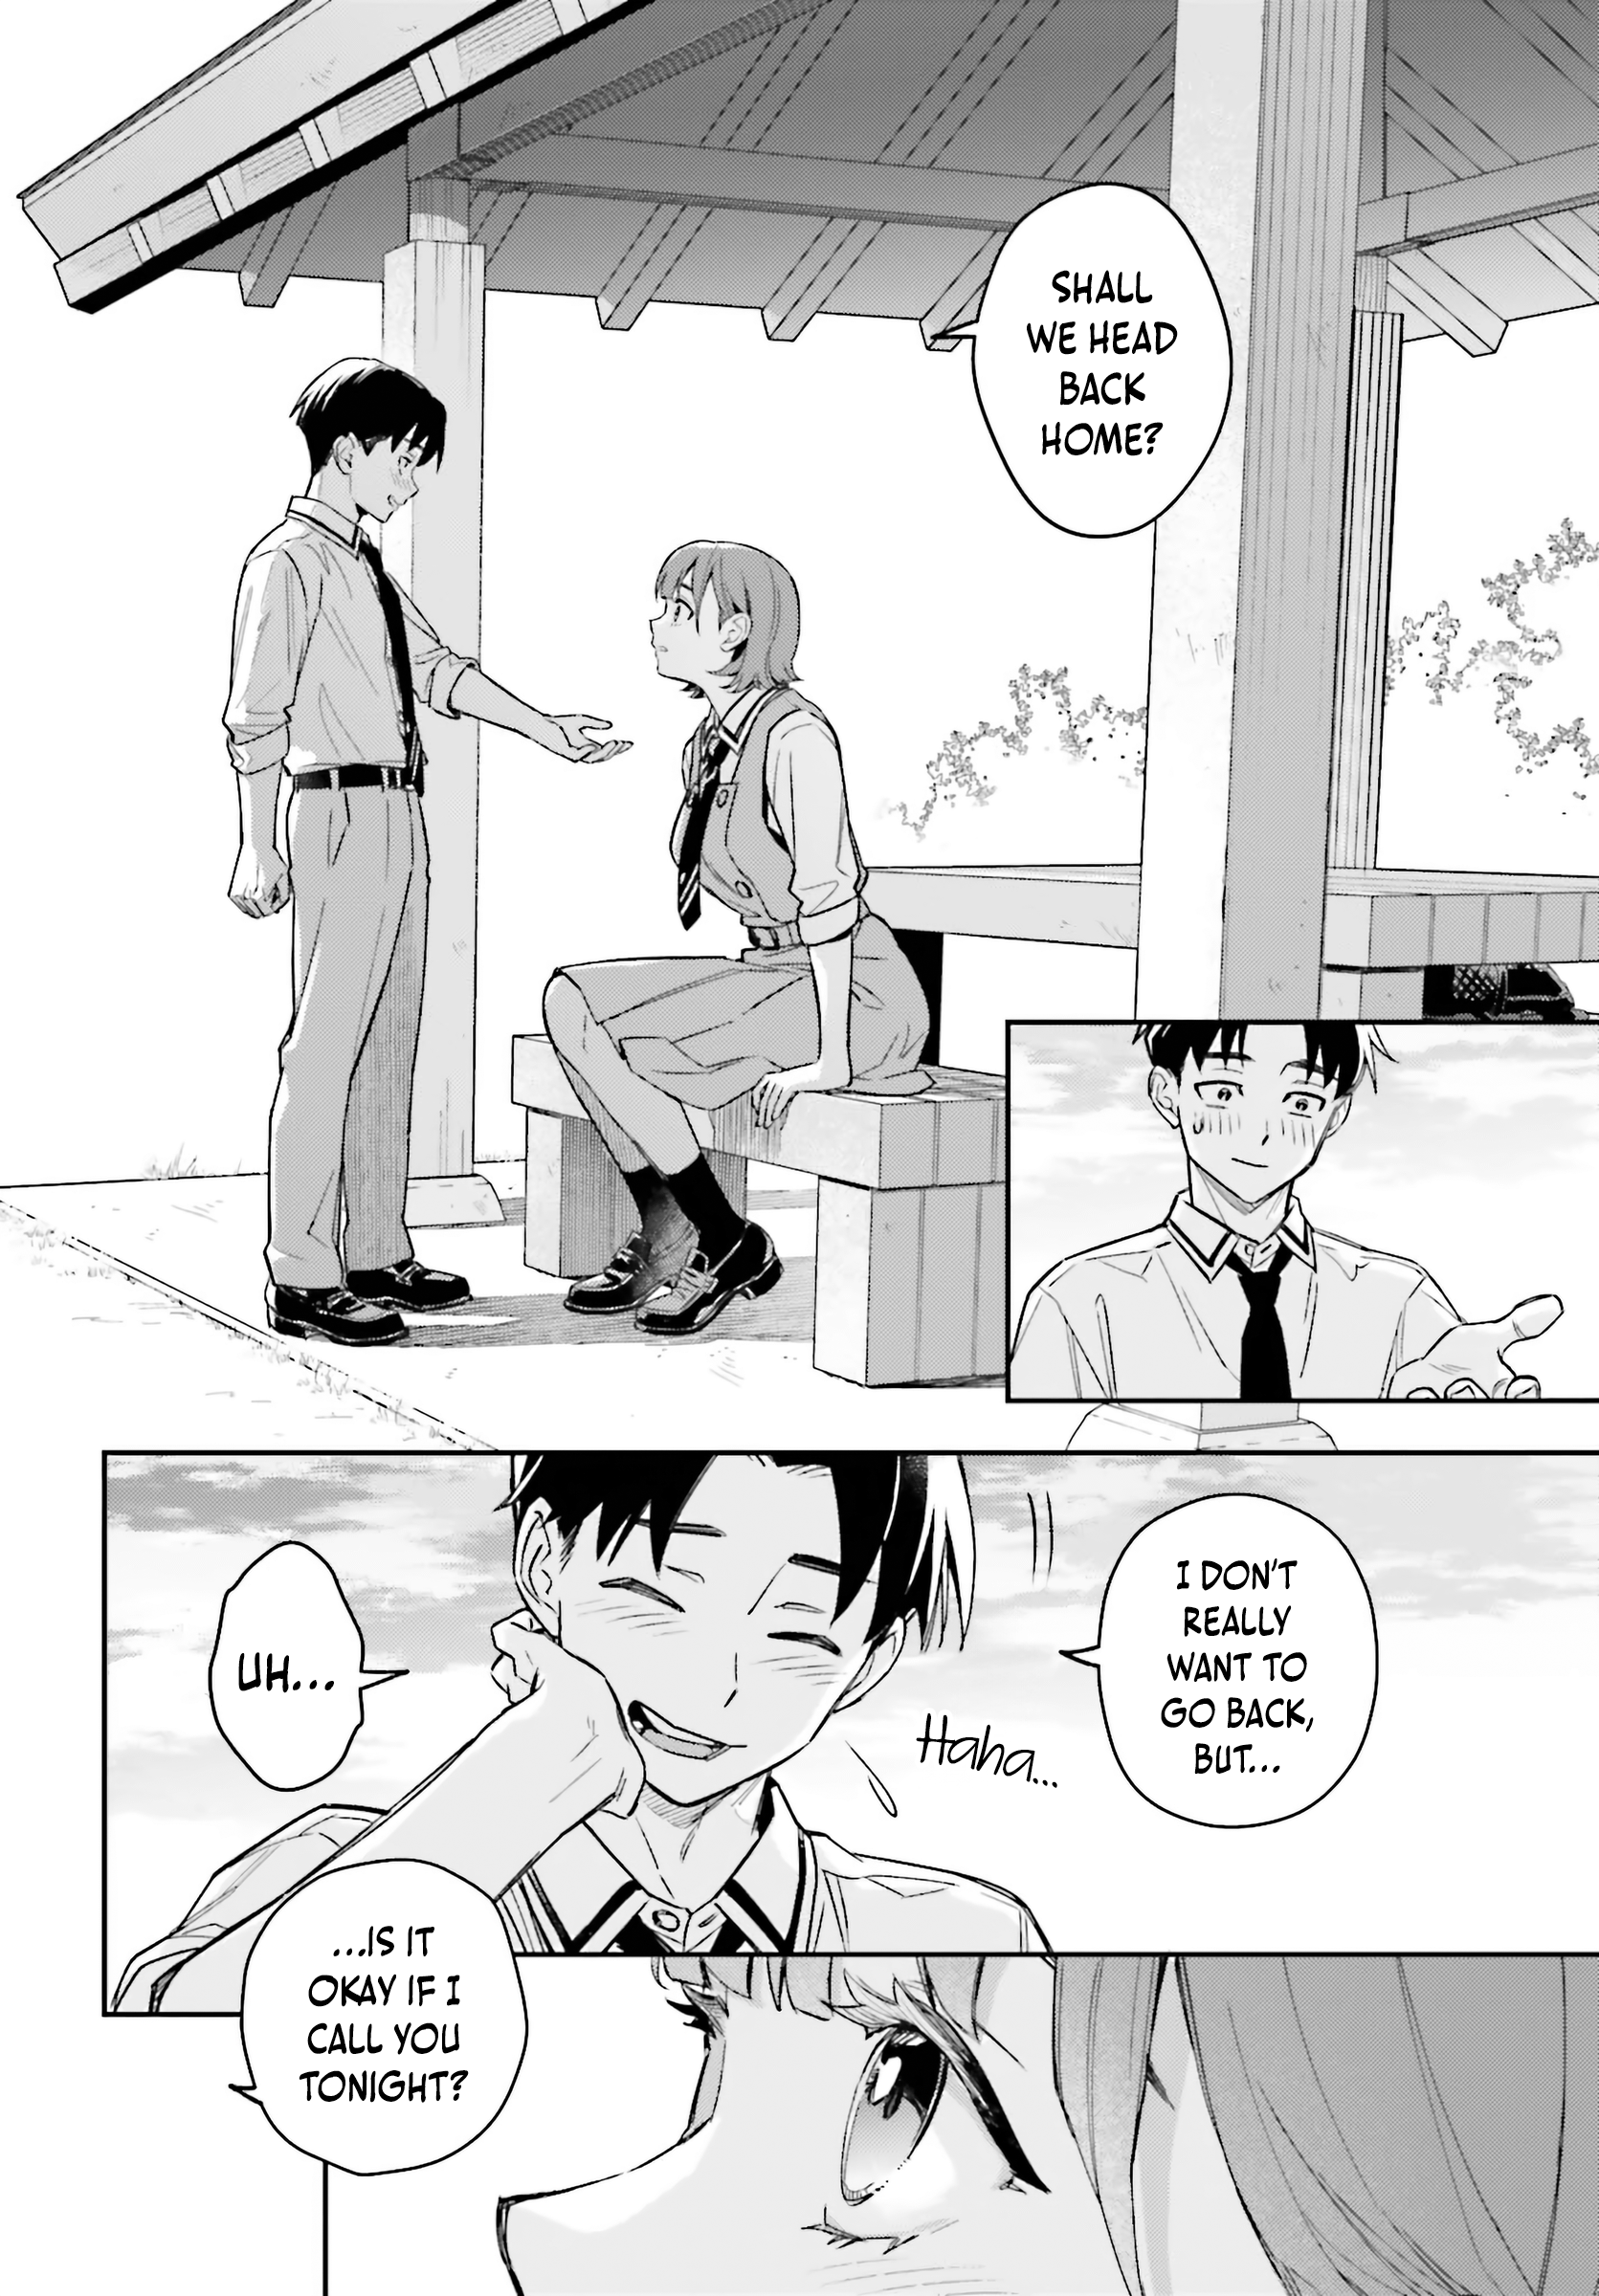 SHALL
WE HEAD
BACK
HOME?
I DON'T
REALLY
WANT TO
GO BACK,
BUT...
Haha...
UH...
...IS IT
OKAY IF I
CALL YOU
TONIGHT?